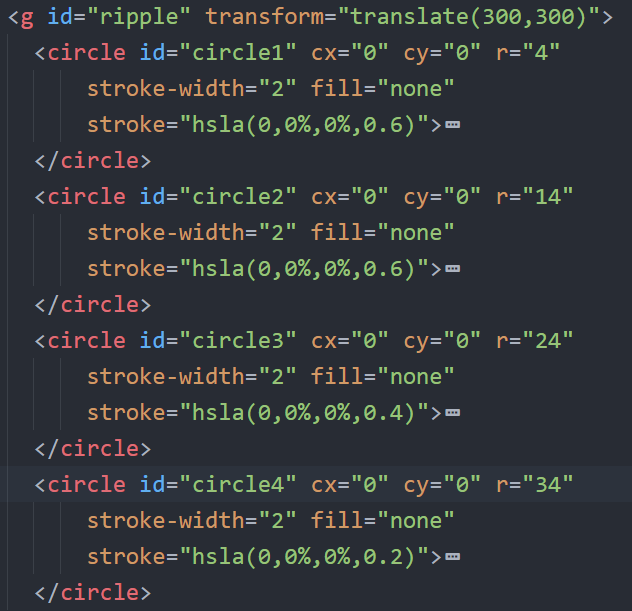 <g id="ripple" transform="translate(300,300)">
<circle id="circle1" cx="0" cy="0" r="4"
stroke-width="2" fill="none"
stroke="hsla(0,0%,0%,0.6)">
</circle>
<circle id="circle2" cx="0" cy="0" r="14"
stroke-width="2" fill="none"
stroke="hsla(0,0%,0%,0.6)">
</circle>
<circle id="circle3" cx="0" cy="0" r="24"
stroke-width="2" fill="none"
stroke="hsla(0,0%,0%,0.4)">
</circle>
<circle id="circle4" cx="0" cy="0" r="34"
stroke-width="2" fill="none"
stroke="hsla(0,0%,0%,0.2)">
</circle>